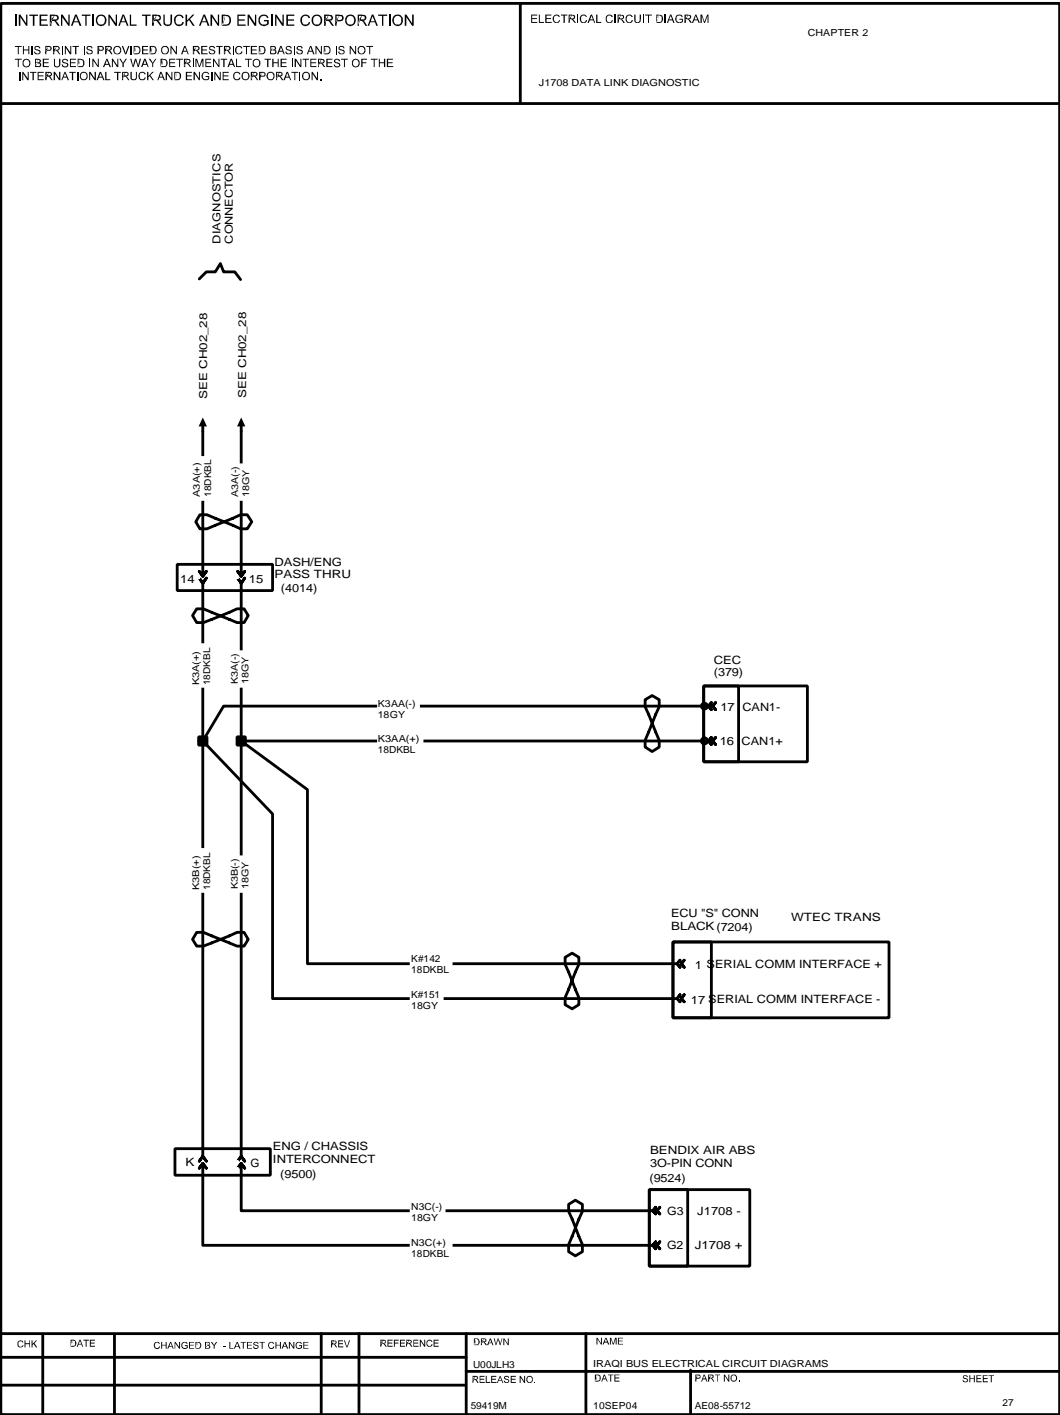 INTERNATIONAL TRUCK AND ENGINE CORPORATION
THIS PRINT IS PROVIDED ON A RESTRICTED BASIS AND IS NOT
TO BE USED IN ANY WAY DETRIMENTAL TO THE INTEREST OF THE
INTERNATIONAL TRUCK AND ENGINE CORPORATION.
ELECTRICAL CIRCUIT DIAGRAM
CHAPTER 2
J1708 DATA LINK DIAGNOSTIC
DIAGNOSTICS
CONNECTOR
SEE CH02_28
SEE CH02_28
A3A(+)
18DKBL
A3A(-)
18GY
14
15
DASH/ENG
PASS THRU
(4014)
K3A(+)
18DKBL
K3A(-)
18GY
CEC
(379)
K3AA(-)
18GY
17 CAN1-
K3AA(+)
18DKBL
16 CAN1+
K3B(+)
18DKBL
K3B(-)
18GY
ECU "S" CONN
BLACK (7204)
WTEC TRANS
K#142
18DKBL
1 SERIAL COMM INTERFACE +
K#151
18GY
17 SERIAL COMM INTERFACE -
K
G
ENG / CHASSIS
INTERCONNECT
(9500)
BENDIX AIR ABS
3O-PIN CONN
(9524)
N3C(-)
18GY
G3 J1708 -
N3C(+)
18DKBL
G2 J1708 +
CHK DATE CHANGED BY - LATEST CHANGE REV REFERENCE
DRAWN
U00JLH3
NAME
IRAQI BUS ELECTRICAL CIRCUIT DIAGRAMS
RELEASE NO.
59419M
DATE
10SEP04
PART NO.
AE08-55712
SHEET
27